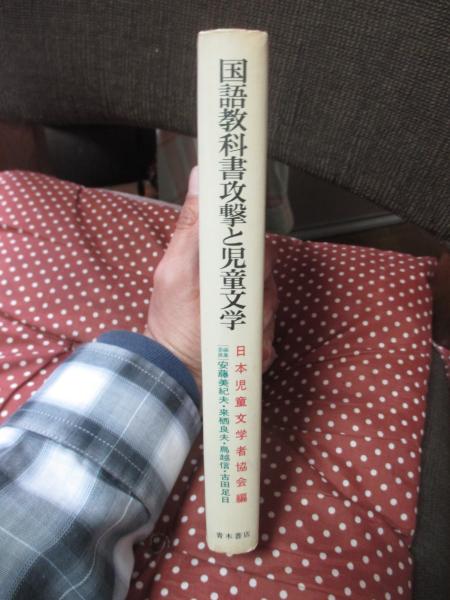 国語教科書攻撃と児童文学
日本児童文学者協会編
安藤美紀夫・来栖良夫・鳥越信・古田足日
青木書店